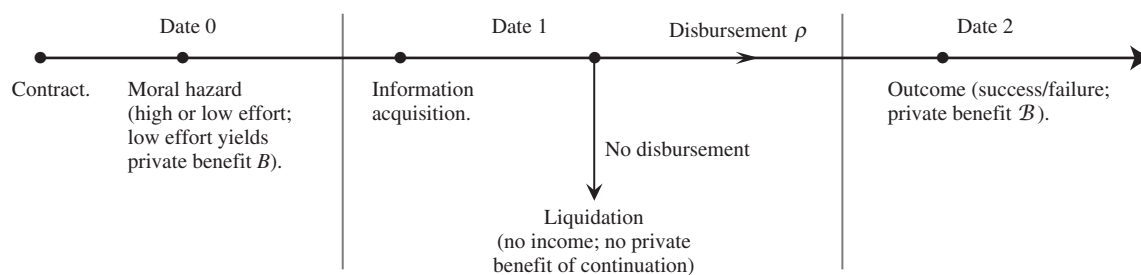 Date 0
Date 1
Disbursement ρ
Date 2
Contract.
Moral hazard
(high or low effort;
low effort yields
private benefit B).
Information
acquisition.
No disbursement
Liquidation
(no income; no private
benefit of continuation)
Outcome (success/failure;
private benefit ℬ).